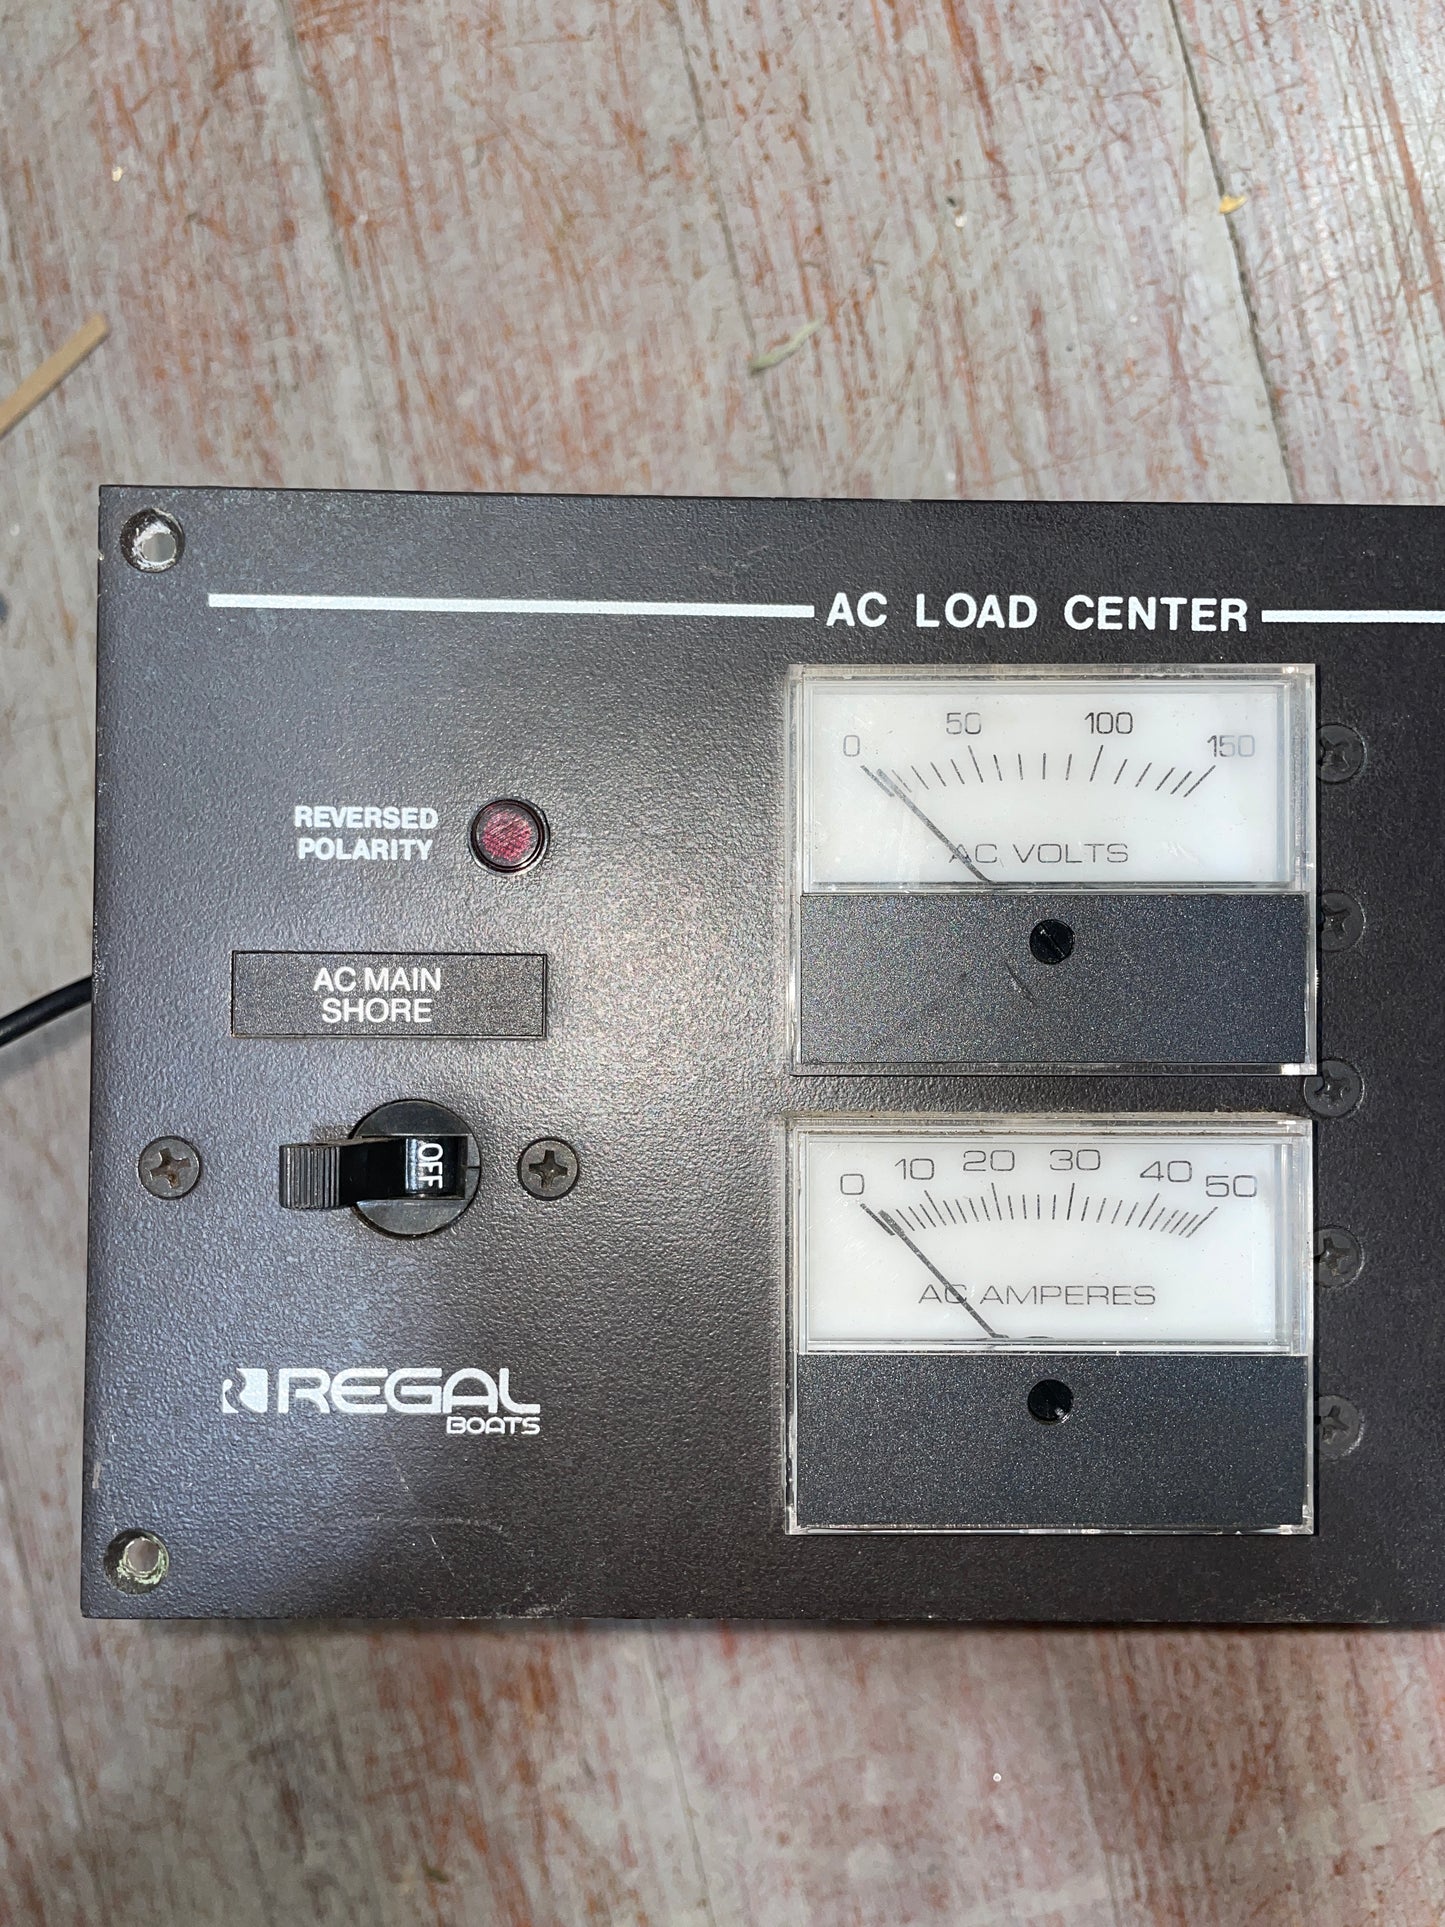 AC LOAD CENTER
0 50 100 150
AC VOLTS
REVERSED
POLARITY
AC MAIN
SHORE
OFF
0 10 20 30 40 50
AC AMPERES
REGAL
BOATS